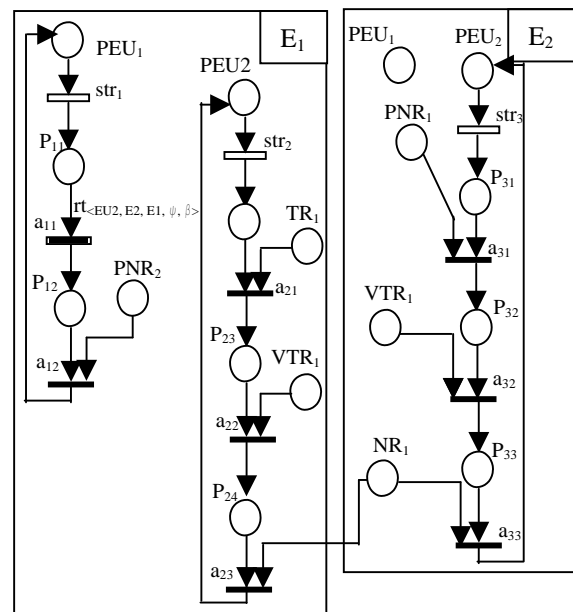 E₁
PEU₁
str₁
P₁₁
rt<EU2, E2, E1, ψ, β>
a₁₁
P₁₂
PNR₂
a₁₂
PEU2
str₂
TR₁
a₂₁
P₂₃
VTR₁
a₂₂
P₂₄
a₂₃
E₂
PEU₁
PEU₂
PNR₁
str₃
P₃₁
a₃₁
VTR₁
P₃₂
a₃₂
NR₁
P₃₃
a₃₃